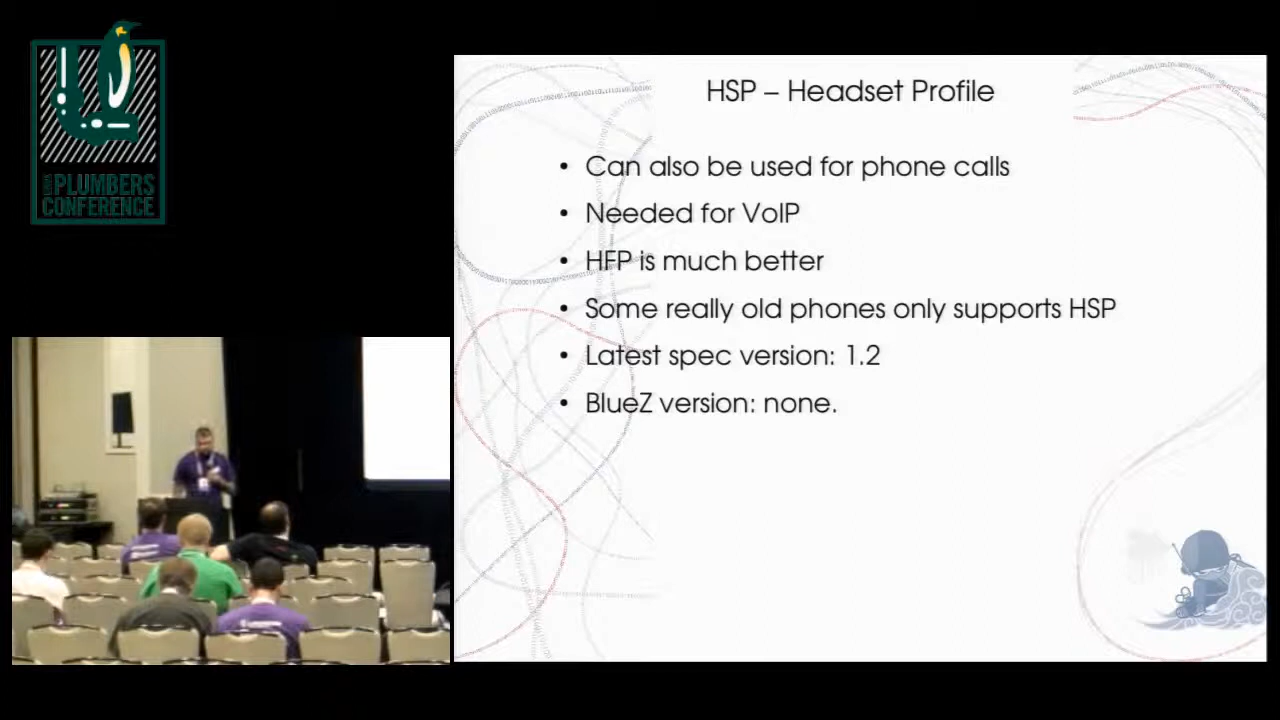 LINUX PLUMBERS
CONFERENCE
HSP – Headset Profile
• Can also be used for phone calls
• Needed for VoIP
• HFP is much better
• Some really old phones only supports HSP
• Latest spec version: 1.2
• BlueZ version: none.